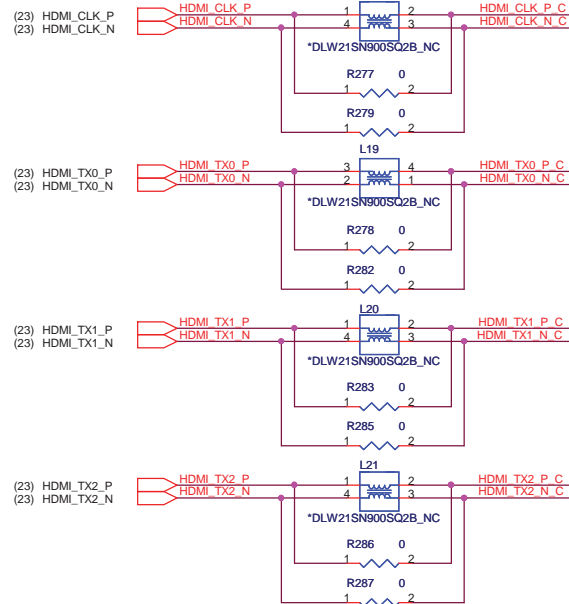 (23) HDMI_CLK_P HDMI_CLK_P 1 2 HDMI_CLK_P_C
(23) HDMI_CLK_N HDMI_CLK_N 4 3 HDMI_CLK_N_C
*DLW21SN900SQ2B_NC
R277 0
1 2
R279 0
1 2
L19
(23) HDMI_TX0_P HDMI_TX0_P 3 4 HDMI_TX0_P_C
(23) HDMI_TX0_N HDMI_TX0_N 2 1 HDMI_TX0_N_C
*DLW21SN900SQ2B_NC
R278 0
1 2
R282 0
1 2
L20
(23) HDMI_TX1_P HDMI_TX1_P 1 2 HDMI_TX1_P_C
(23) HDMI_TX1_N HDMI_TX1_N 4 3 HDMI_TX1_N_C
*DLW21SN900SQ2B_NC
R283 0
1 2
R285 0
1 2
L21
(23) HDMI_TX2_P HDMI_TX2_P 1 2 HDMI_TX2_P_C
(23) HDMI_TX2_N HDMI_TX2_N 4 3 HDMI_TX2_N_C
*DLW21SN900SQ2B_NC
R286 0
1 2
R287 0
1 2